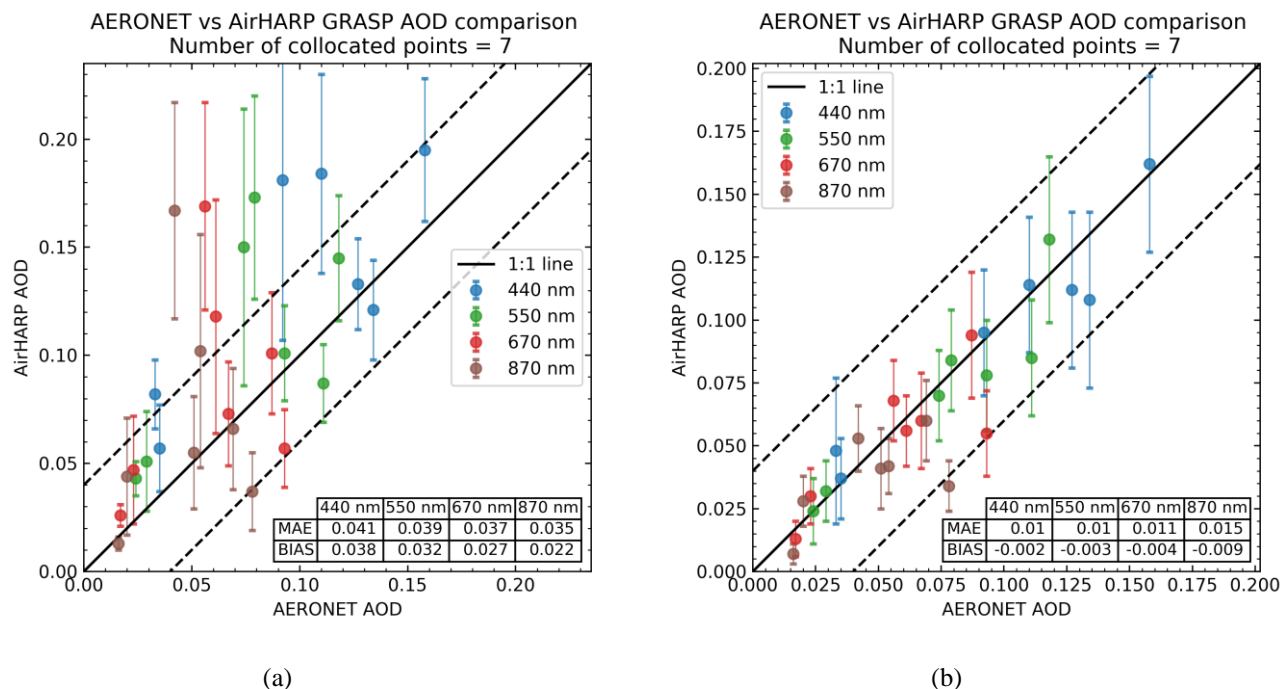 AERONET vs AirHARP GRASP AOD comparison
Number of collocated points = 7
AirHARP AOD
0.20
0.15
0.10
0.05
0.00
1:1 line
440 nm
550 nm
670 nm
870 nm
440 nm 550 nm 670 nm 870 nm
MAE 0.041 0.039 0.037 0.035
BIAS 0.038 0.032 0.027 0.022
0.00 0.05 0.10 0.15 0.20
AERONET AOD
(a)
AERONET vs AirHARP GRASP AOD comparison
Number of collocated points = 7
AirHARP AOD
0.200
0.175
0.150
0.125
0.100
0.075
0.050
0.025
0.000
1:1 line
440 nm
550 nm
670 nm
870 nm
440 nm 550 nm 670 nm 870 nm
MAE 0.01 0.01 0.011 0.015
BIAS -0.002 -0.003 -0.004 -0.009
0.000 0.025 0.050 0.075 0.100 0.125 0.150 0.175 0.200
AERONET AOD
(b)